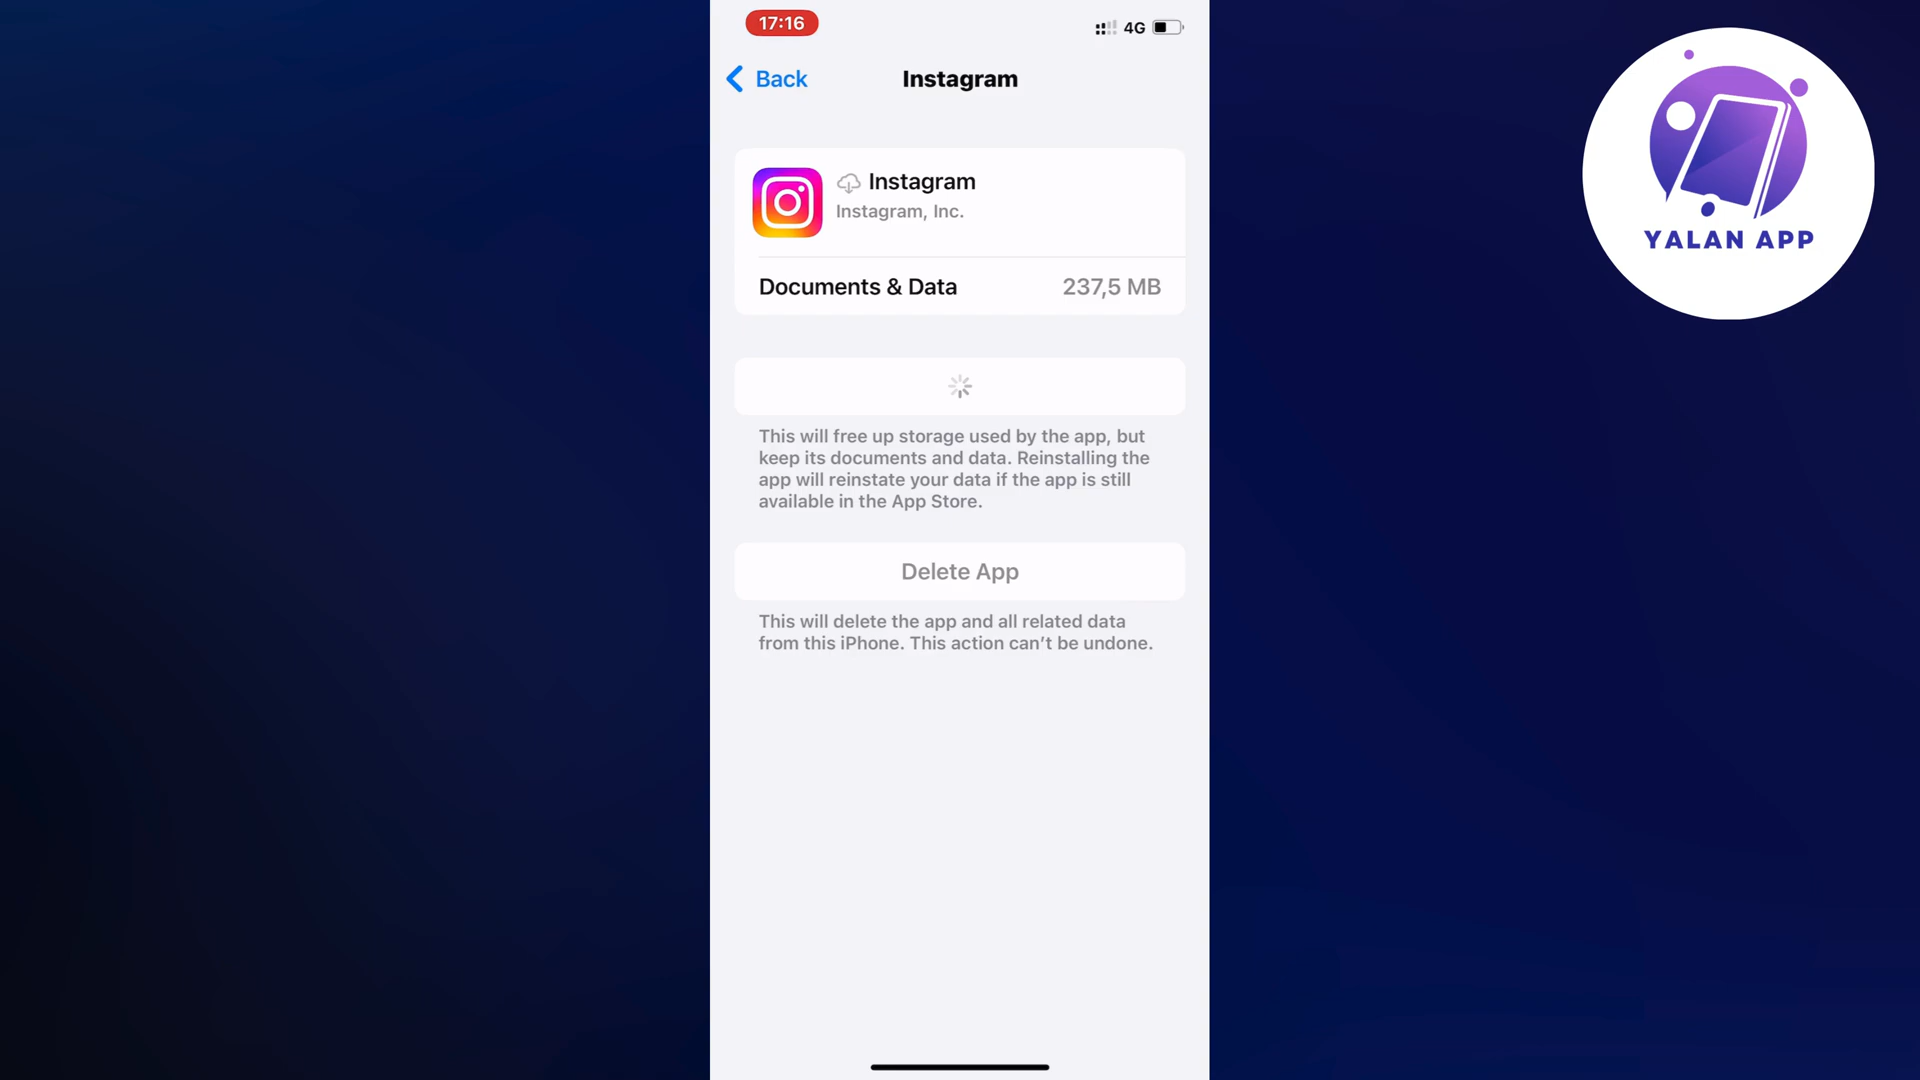 17:16
4G
Back
Instagram
Instagram
Instagram, Inc.
Documents & Data
237,5 MB
This will free up storage used by the app, but
keep its documents and data. Reinstalling the
app will reinstate your data if the app is still
available in the App Store.
Delete App
This will delete the app and all related data
from this iPhone. This action can’t be undone.
YALAN APP